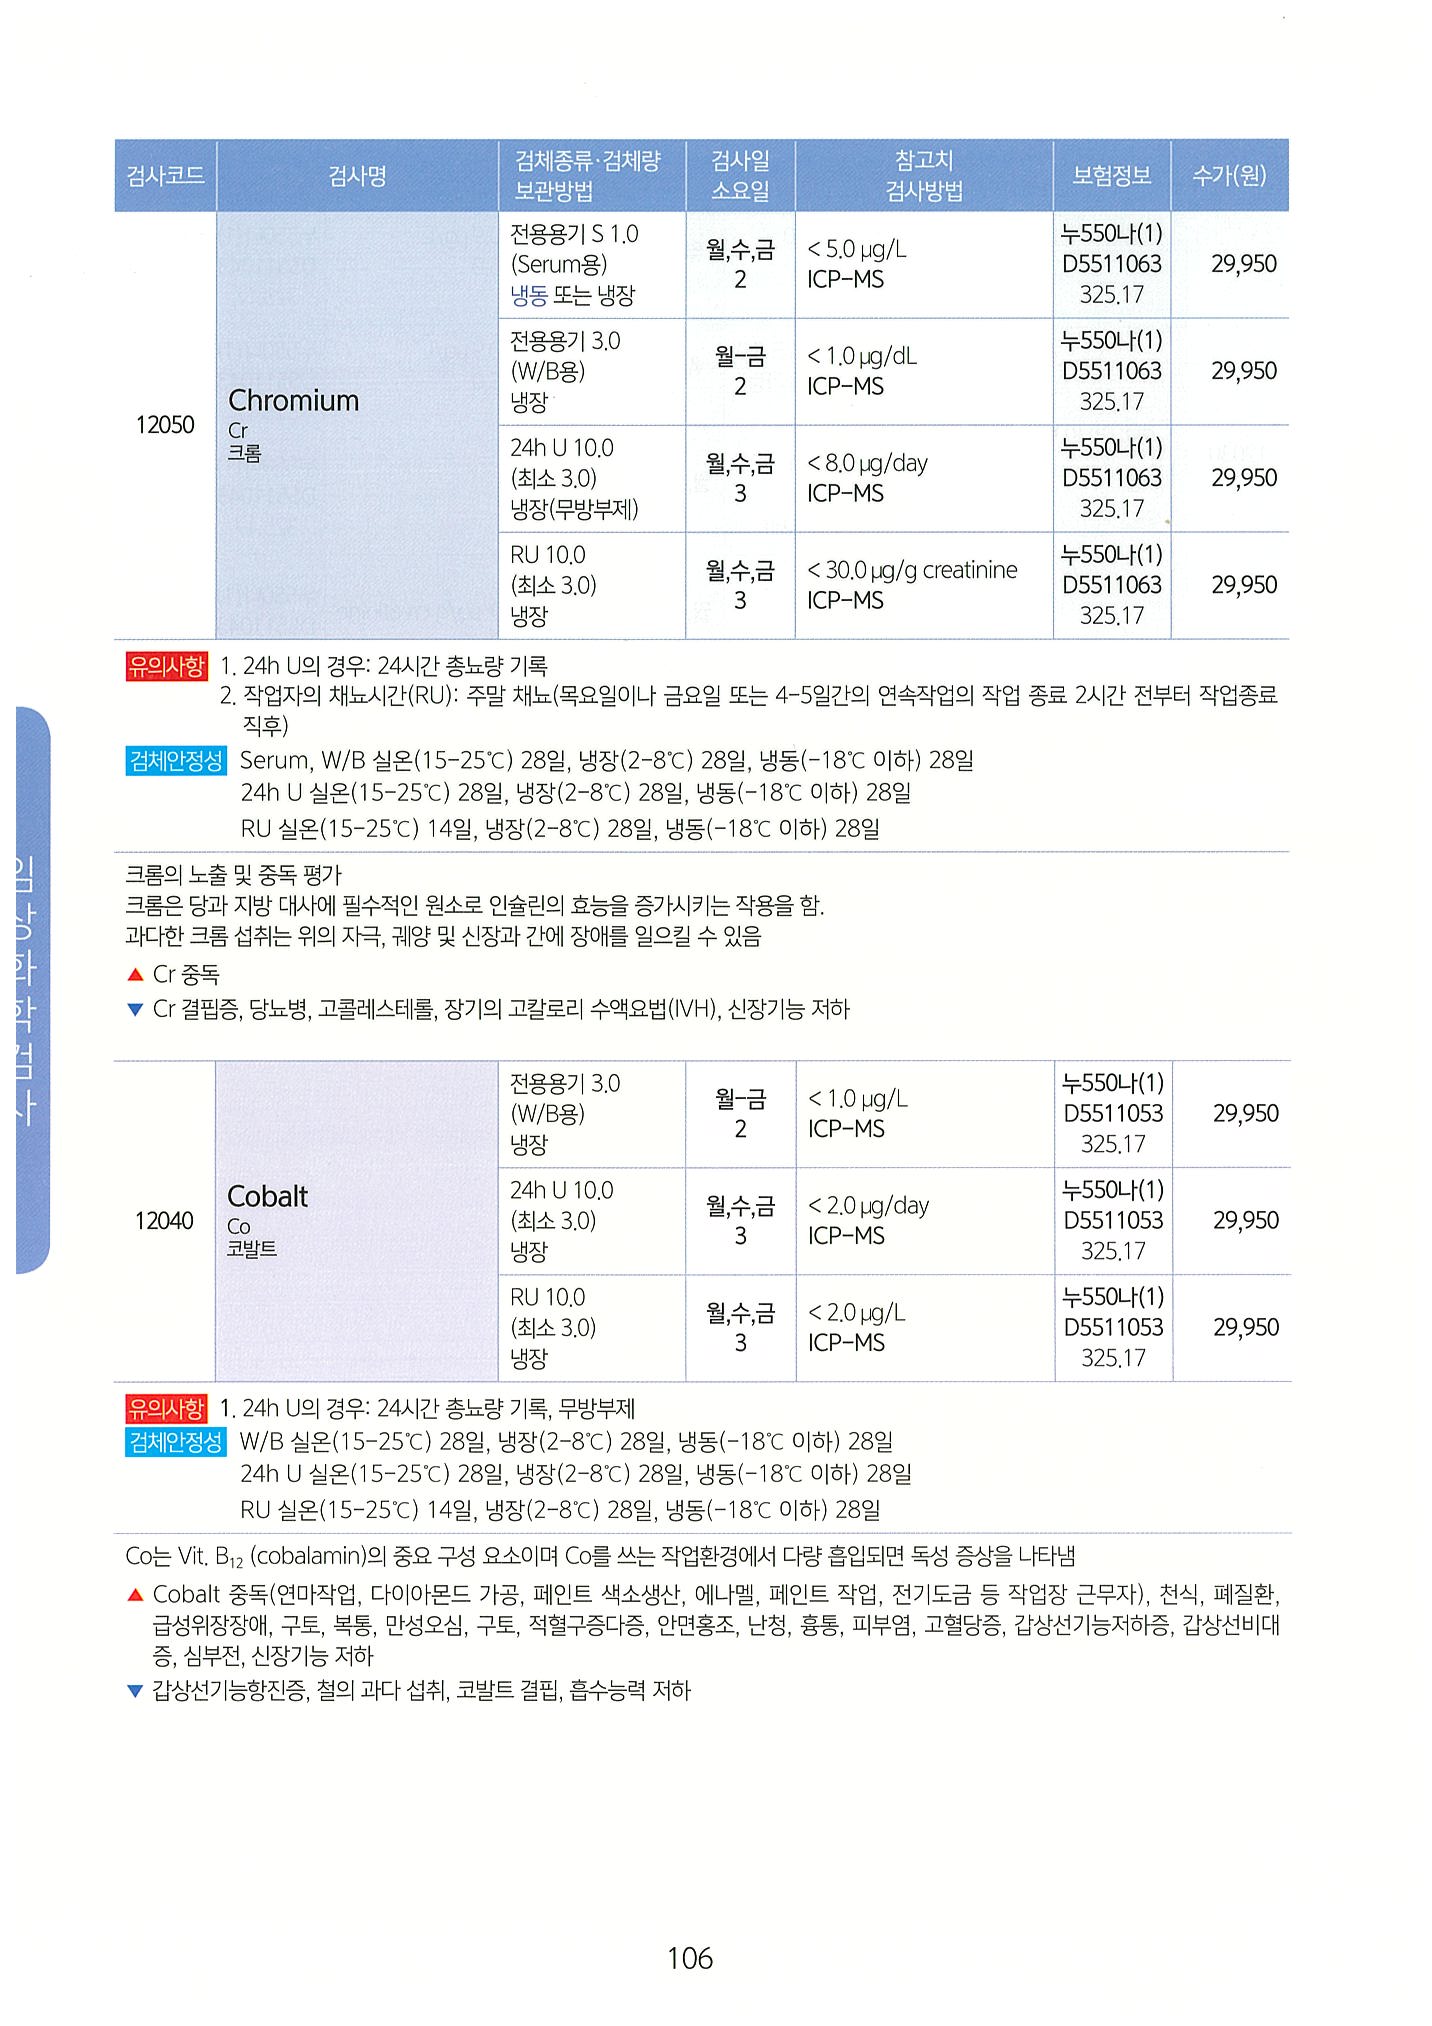 검사코드 검사명 검체종류·검체량 보관방법 검사일 소요일 참고치 검사방법 보험정보 수가(원)
12050
Chromium
Cr
크롬
전용용기 S 1.0
(Serum용)
냉동 또는 냉장
월,수,금
2
< 5.0 µg/L
ICP-MS
누550나(1)
D5511063
325.17
29,950
전용용기 3.0
(W/B용)
냉장
월-금
2
< 1.0 µg/dL
ICP-MS
누550나(1)
D5511063
325.17
29,950
24h U 10.0
(최소 3.0)
냉장(무방부제)
월,수,금
3
< 8.0 µg/day
ICP-MS
누550나(1)
D5511063
325.17
29,950
RU 10.0
(최소 3.0)
냉장
월,수,금
3
< 30.0 µg/g creatinine
ICP-MS
누550나(1)
D5511063
325.17
29,950
유의사항 1. 24h U의 경우: 24시간 총뇨량 기록
2. 작업자의 채뇨시간(RU): 주말 채뇨(목요일이나 금요일 또는 4-5일간의 연속작업의 작업 종료 2시간 전부터 작업종료
직후)
검체안정성 Serum, W/B 실온(15-25℃) 28일, 냉장(2-8℃) 28일, 냉동(-18℃ 이하) 28일
24h U 실온(15-25℃) 28일, 냉장(2-8℃) 28일, 냉동(-18℃ 이하) 28일
RU 실온(15-25℃) 14일, 냉장(2-8℃) 28일, 냉동(-18℃ 이하) 28일
크롬의 노출 및 중독 평가
크롬은 당과 지방 대사에 필수적인 원소로 인슐린의 효능을 증가시키는 작용을 함.
과다한 크롬 섭취는 위의 자극, 궤양 및 신장과 간에 장애를 일으킬 수 있음
▲ Cr 중독
▼ Cr 결핍증, 당뇨병, 고콜레스테롤, 장기의 고칼로리 수액요법(IVH), 신장기능 저하
12040
Cobalt
Co
코발트
전용용기 3.0
(W/B용)
냉장
월-금
2
< 1.0 µg/L
ICP-MS
누550나(1)
D5511053
325.17
29,950
24h U 10.0
(최소 3.0)
냉장
월,수,금
3
< 2.0 µg/day
ICP-MS
누550나(1)
D5511053
325.17
29,950
RU 10.0
(최소 3.0)
냉장
월,수,금
3
< 2.0 µg/L
ICP-MS
누550나(1)
D5511053
325.17
29,950
유의사항 1. 24h U의 경우: 24시간 총뇨량 기록, 무방부제
검체안정성 W/B 실온(15-25℃) 28일, 냉장(2-8℃) 28일, 냉동(-18℃ 이하) 28일
24h U 실온(15-25℃) 28일, 냉장(2-8℃) 28일, 냉동(-18℃ 이하) 28일
RU 실온(15-25℃) 14일, 냉장(2-8℃) 28일, 냉동(-18℃ 이하) 28일
Co는 Vit. B12 (cobalamin)의 중요 구성 요소이며 Co를 쓰는 작업환경에서 다량 흡입되면 독성 증상을 나타냄
▲ Cobalt 중독(연마작업, 다이아몬드 가공, 페인트 색소생산, 에나멜, 페인트 작업, 전기도금 등 작업장 근무자), 천식, 폐질환,
급성위장장애, 구토, 복통, 만성오심, 구토, 적혈구증다증, 안면홍조, 난청, 흉통, 피부염, 고혈당증, 갑상선기능저하증, 갑상선비대
증, 심부전, 신장기능 저하
▼ 갑상선기능항진증, 철의 과다 섭취, 코발트 결핍, 흡수능력 저하
임상화학검사
106